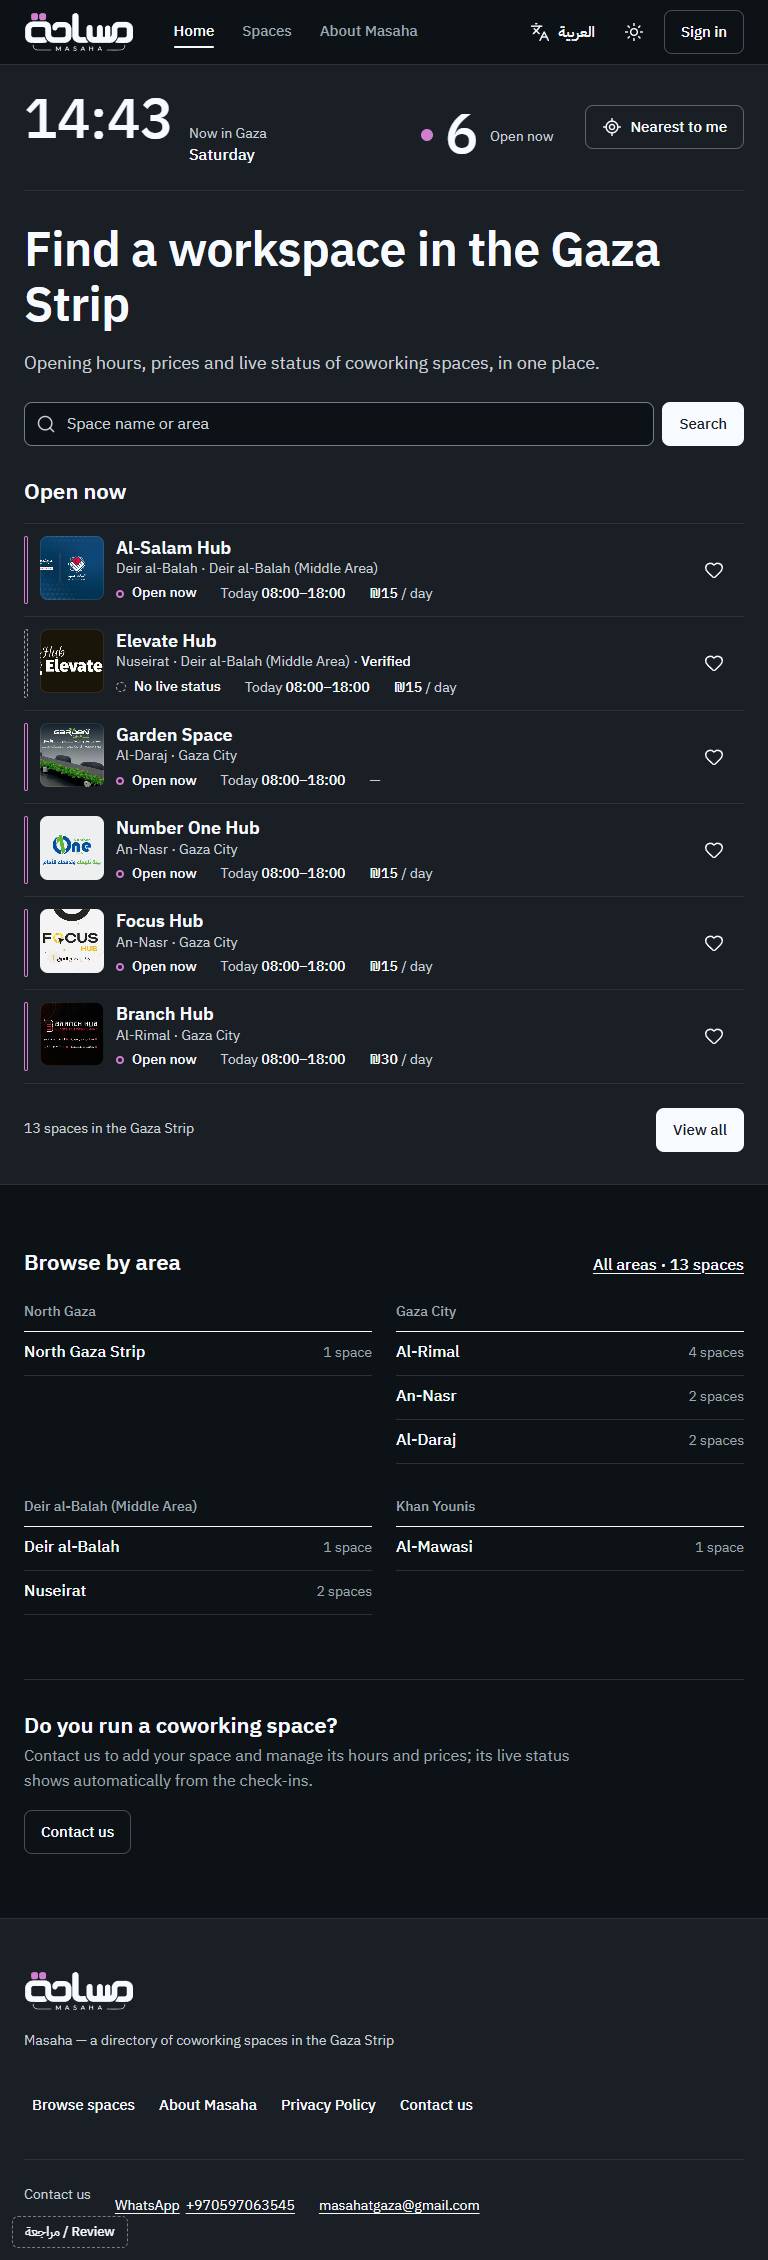 مساحة
MASAHA
Home
Spaces
About Masaha
العربية
Sign in
14:43
Now in Gaza
Saturday
6
Open now
Nearest to me
Find a workspace in the Gaza
Strip
Opening hours, prices and live status of coworking spaces, in one place.
Space name or area
Search
Open now
Al-Salam Hub
Deir al-Balah · Deir al-Balah (Middle Area)
Open now
Today 08:00–18:00
₪15 / day
Hub
Elevate
Elevate Hub
Nuseirat · Deir al-Balah (Middle Area) · Verified
No live status
Today 08:00–18:00
₪15 / day
GARDEN
Garden Space
Al-Daraj · Gaza City
Open now
Today 08:00–18:00
—
One
Number One Hub
An-Nasr · Gaza City
Open now
Today 08:00–18:00
₪15 / day
FOCUS
HUB
Focus Hub
An-Nasr · Gaza City
Open now
Today 08:00–18:00
₪15 / day
BRANCH HUB
Branch Hub
Al-Rimal · Gaza City
Open now
Today 08:00–18:00
₪30 / day
13 spaces in the Gaza Strip
View all
Browse by area
All areas · 13 spaces
North Gaza
North Gaza Strip
1 space
Gaza City
Al-Rimal
4 spaces
An-Nasr
2 spaces
Al-Daraj
2 spaces
Deir al-Balah (Middle Area)
Deir al-Balah
1 space
Nuseirat
2 spaces
Khan Younis
Al-Mawasi
1 space
Do you run a coworking space?
Contact us to add your space and manage its hours and prices; its live status
shows automatically from the check-ins.
Contact us
مساحة
MASAHA
Masaha — a directory of coworking spaces in the Gaza Strip
Browse spaces
About Masaha
Privacy Policy
Contact us
Contact us
WhatsApp +970597063545
masahatgaza@gmail.com
مراجعة / Review